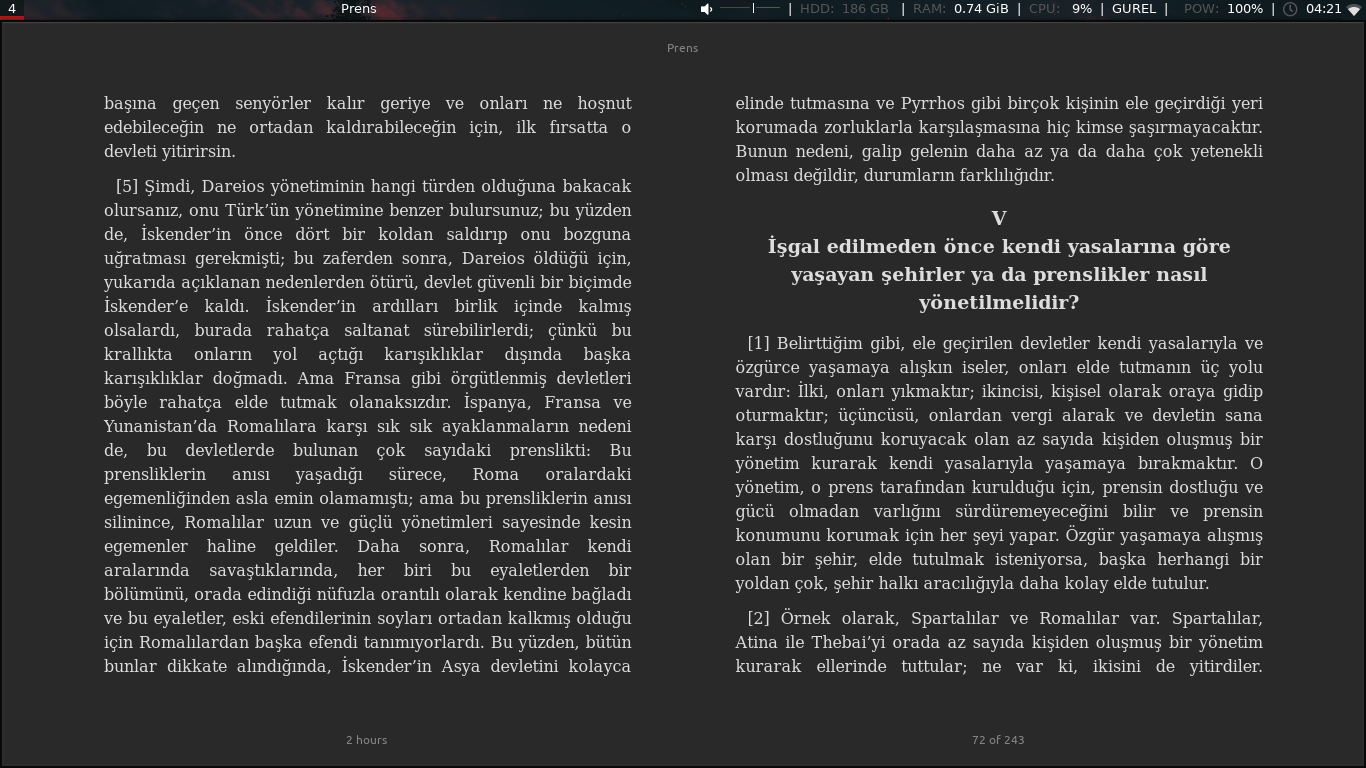 4 Prens | HDD: 186 GB | RAM: 0.74 GiB | CPU: 9% | GUREL | POW: 100% | 04:21
Prens
başına geçen senyörler kalır geriye ve onları ne hoşnut
edebileceğin ne ortadan kaldırabileceğin için, ilk fırsatta o
devleti yitirirsin.
[5] Şimdi, Dareios yönetiminin hangi türden olduğuna bakacak
olursanız, onu Türk’ün yönetimine benzer bulursunuz; bu yüzden
de, İskender’in önce dört bir koldan saldırıp onu bozguna
uğratması gerekmişti; bu zaferden sonra, Dareios öldüğü için,
yukarıda açıklanan nedenlerden ötürü, devlet güvenli bir biçimde
İskender’e kaldı. İskender’in ardılları birlik içinde kalmış
olsalardı, burada rahatça saltanat sürebilirlerdi; çünkü bu
krallıkta onların yol açtığı karışıklıklar dışında başka
karışıklıklar doğmadı. Ama Fransa gibi örgütlenmiş devletleri
böyle rahatça elde tutmak olanaksızdır. İspanya, Fransa ve
Yunanistan’da Romalılara karşı sık sık ayaklanmaların nedeni
de, bu devletlerde bulunan çok sayıdaki prenslikti: Bu
prensliklerin anısı yaşadığı sürece, Roma oralardaki
egemenliğinden asla emin olamamıştı; ama bu prensliklerin anısı
silinince, Romalılar uzun ve güçlü yönetimleri sayesinde kesin
egemenler haline geldiler. Daha sonra, Romalılar kendi
aralarında savaştıklarında, her biri bu eyaletlerden bir
bölümünü, orada edindiği nüfuzla orantılı olarak kendine bağladı
ve bu eyaletler, eski efendilerinin soyları ortadan kalkmış olduğu
için Romalılardan başka efendi tanımıyorlardı. Bu yüzden, bütün
bunlar dikkate alındığında, İskender’in Asya devletini kolayca
elinde tutmasına ve Pyrrhos gibi birçok kişinin ele geçirdiği yeri
korumada zorluklarla karşılaşmasına hiç kimse şaşırmayacaktır.
Bunun nedeni, galip gelenin daha az ya da daha çok yetenekli
olması değildir, durumların farklılığıdır.
V
İşgal edilmeden önce kendi yasalarına göre
yaşayan şehirler ya da prenslikler nasıl
yönetilmelidir?
[1] Belirttiğim gibi, ele geçirilen devletler kendi yasalarıyla ve
özgürce yaşamaya alışkın iseler, onları elde tutmanın üç yolu
vardır: İlki, onları yıkmaktır; ikincisi, kişisel olarak oraya gidip
oturmaktır; üçüncüsü, onlardan vergi alarak ve devletin sana
karşı dostluğunu koruyacak olan az sayıda kişiden oluşmuş bir
yönetim kurarak kendi yasalarıyla yaşamaya bırakmaktır. O
yönetim, o prens tarafından kurulduğu için, prensin dostluğu ve
gücü olmadan varlığını sürdüremeyeceğini bilir ve prensin
konumunu korumak için her şeyi yapar. Özgür yaşamaya alışmış
olan bir şehir, elde tutulmak isteniyorsa, başka herhangi bir
yoldan çok, şehir halkı aracılığıyla daha kolay elde tutulur.
[2] Örnek olarak, Spartalılar ve Romalılar var. Spartalılar,
Atina ile Thebai’yi orada az sayıda kişiden oluşmuş bir yönetim
kurarak ellerinde tuttular; ne var ki, ikisini de yitirdiler.
2 hours
72 of 243